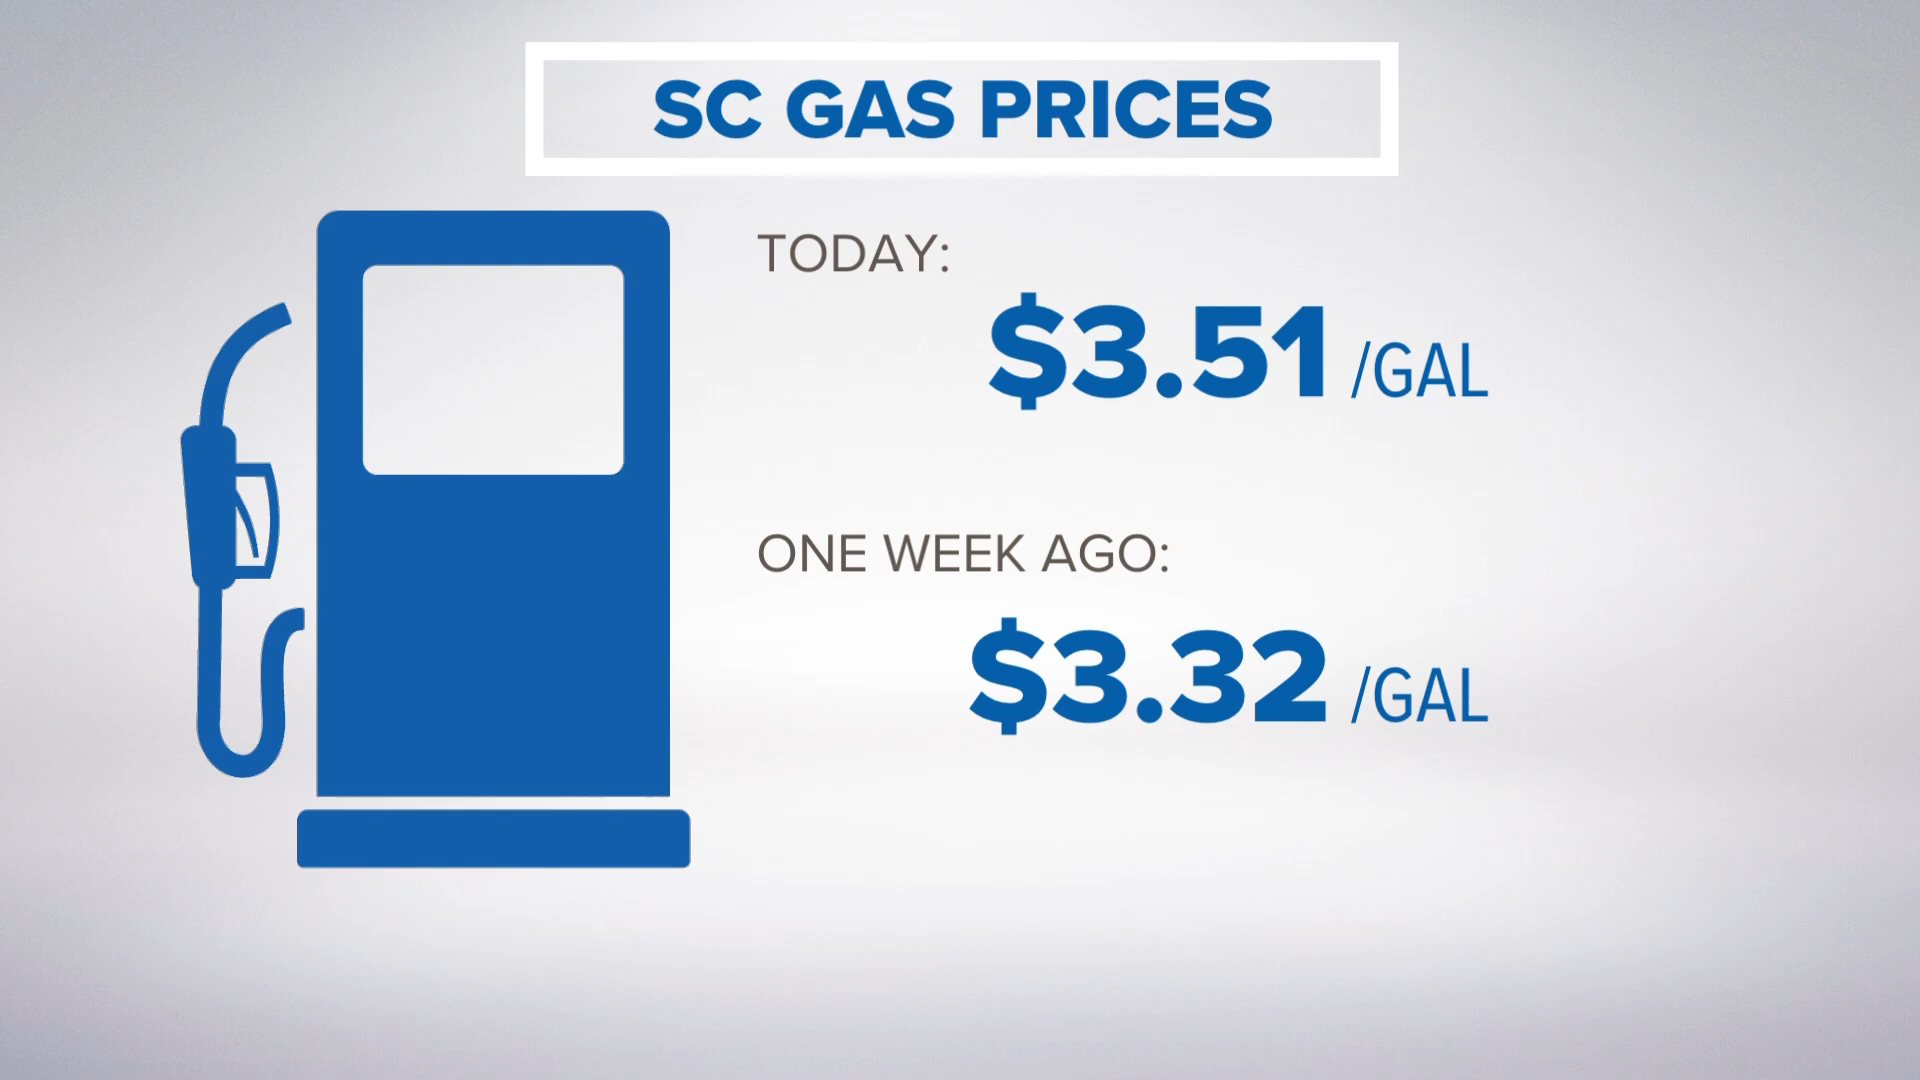 SC GAS PRICES
TODAY:
$3.51 /GAL
ONE WEEK AGO:
$3.32 /GAL